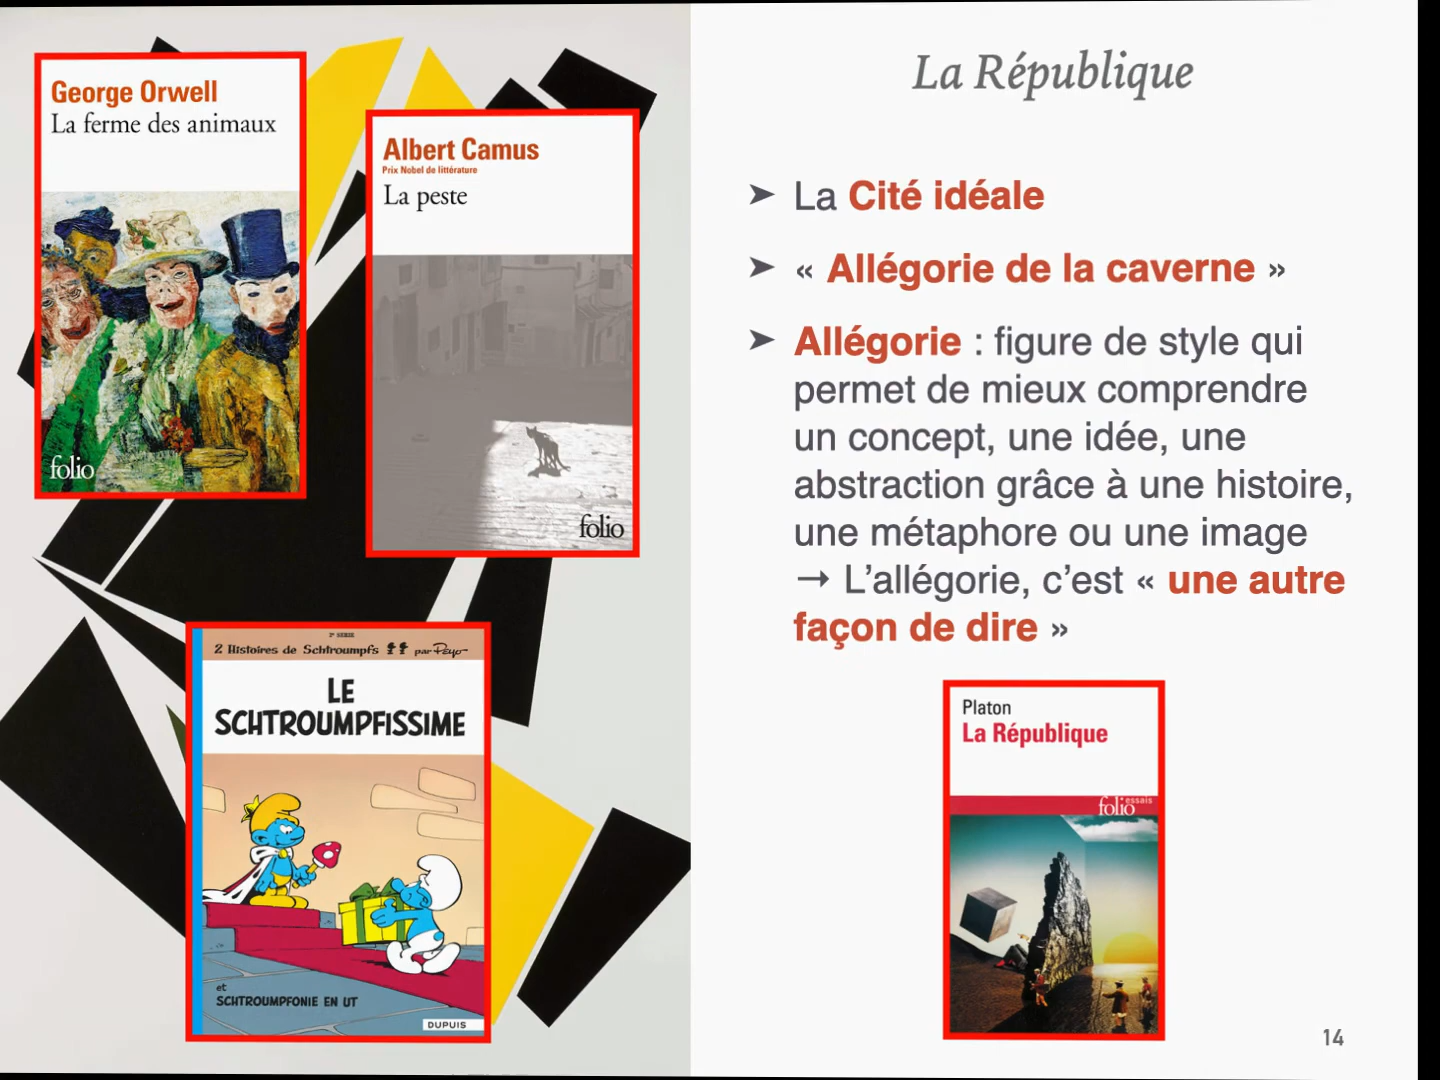 George Orwell
La ferme des animaux
folio
Albert Camus
Prix Nobel de littérature
La peste
folio
2e SERIE
2 Histoires de Schtroumpfs par Peyo
LE
SCHTROUMPFISSIME
et
SCHTROUMPFONIE EN UT
DUPUIS
La République
➤ La Cité idéale
➤ « Allégorie de la caverne »
➤ Allégorie : figure de style qui
permet de mieux comprendre
un concept, une idée, une
abstraction grâce à une histoire,
une métaphore ou une image
→ L’allégorie, c’est « une autre
façon de dire »
Platon
La République
folio essais
14